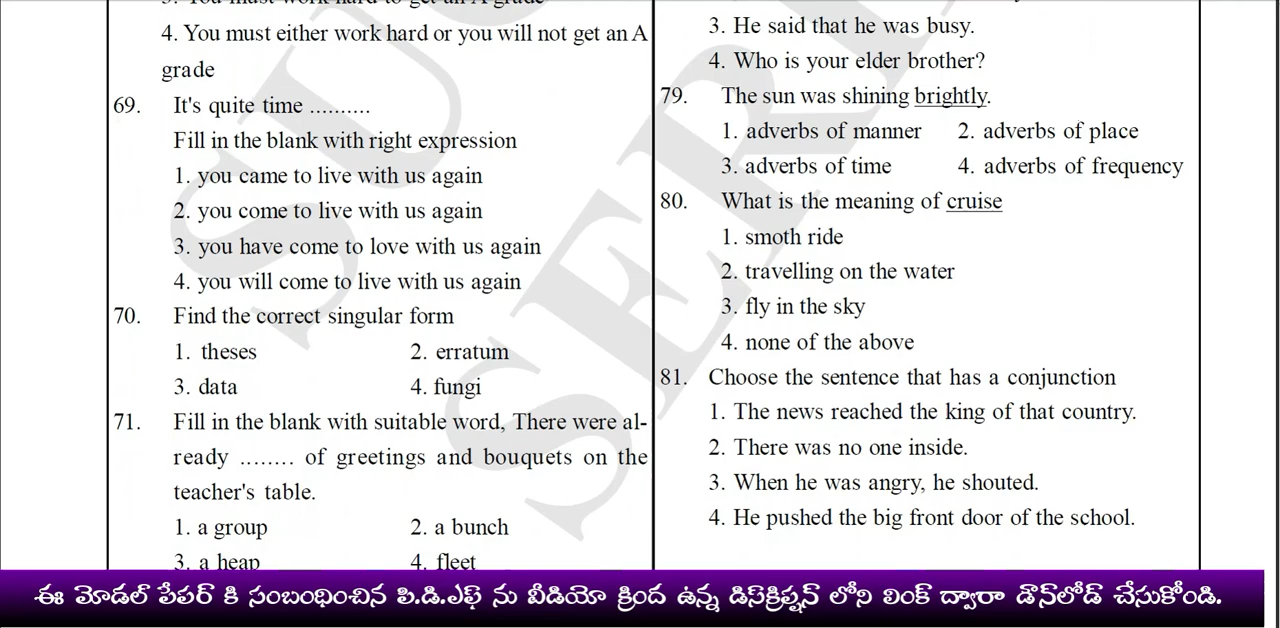 3. You must work hard to get an A grade
4. You must either work hard or you will not get an A
grade
69. It's quite time ..........
Fill in the blank with right expression
1. you came to live with us again
2. you come to live with us again
3. you have come to love with us again
4. you will come to live with us again
70. Find the correct singular form
1. theses 2. erratum
3. data 4. fungi
71. Fill in the blank with suitable word, There were al-
ready ........ of greetings and bouquets on the
teacher's table.
1. a group 2. a bunch
3. a heap 4. fleet
3. He said that he was busy.
4. Who is your elder brother?
79. The sun was shining brightly.
1. adverbs of manner 2. adverbs of place
3. adverbs of time 4. adverbs of frequency
80. What is the meaning of cruise
1. smoth ride
2. travelling on the water
3. fly in the sky
4. none of the above
81. Choose the sentence that has a conjunction
1. The news reached the king of that country.
2. There was no one inside.
3. When he was angry, he shouted.
4. He pushed the big front door of the school.
ఈ మోడల్ పేపర్ కి సంబంధించిన పి.డి.ఎఫ్ ను వీడియో క్రింద ఉన్న డిస్క్రిప్షన్ లోని లింక్ ద్వారా డౌన్‌లోడ్ చేసుకోండి.